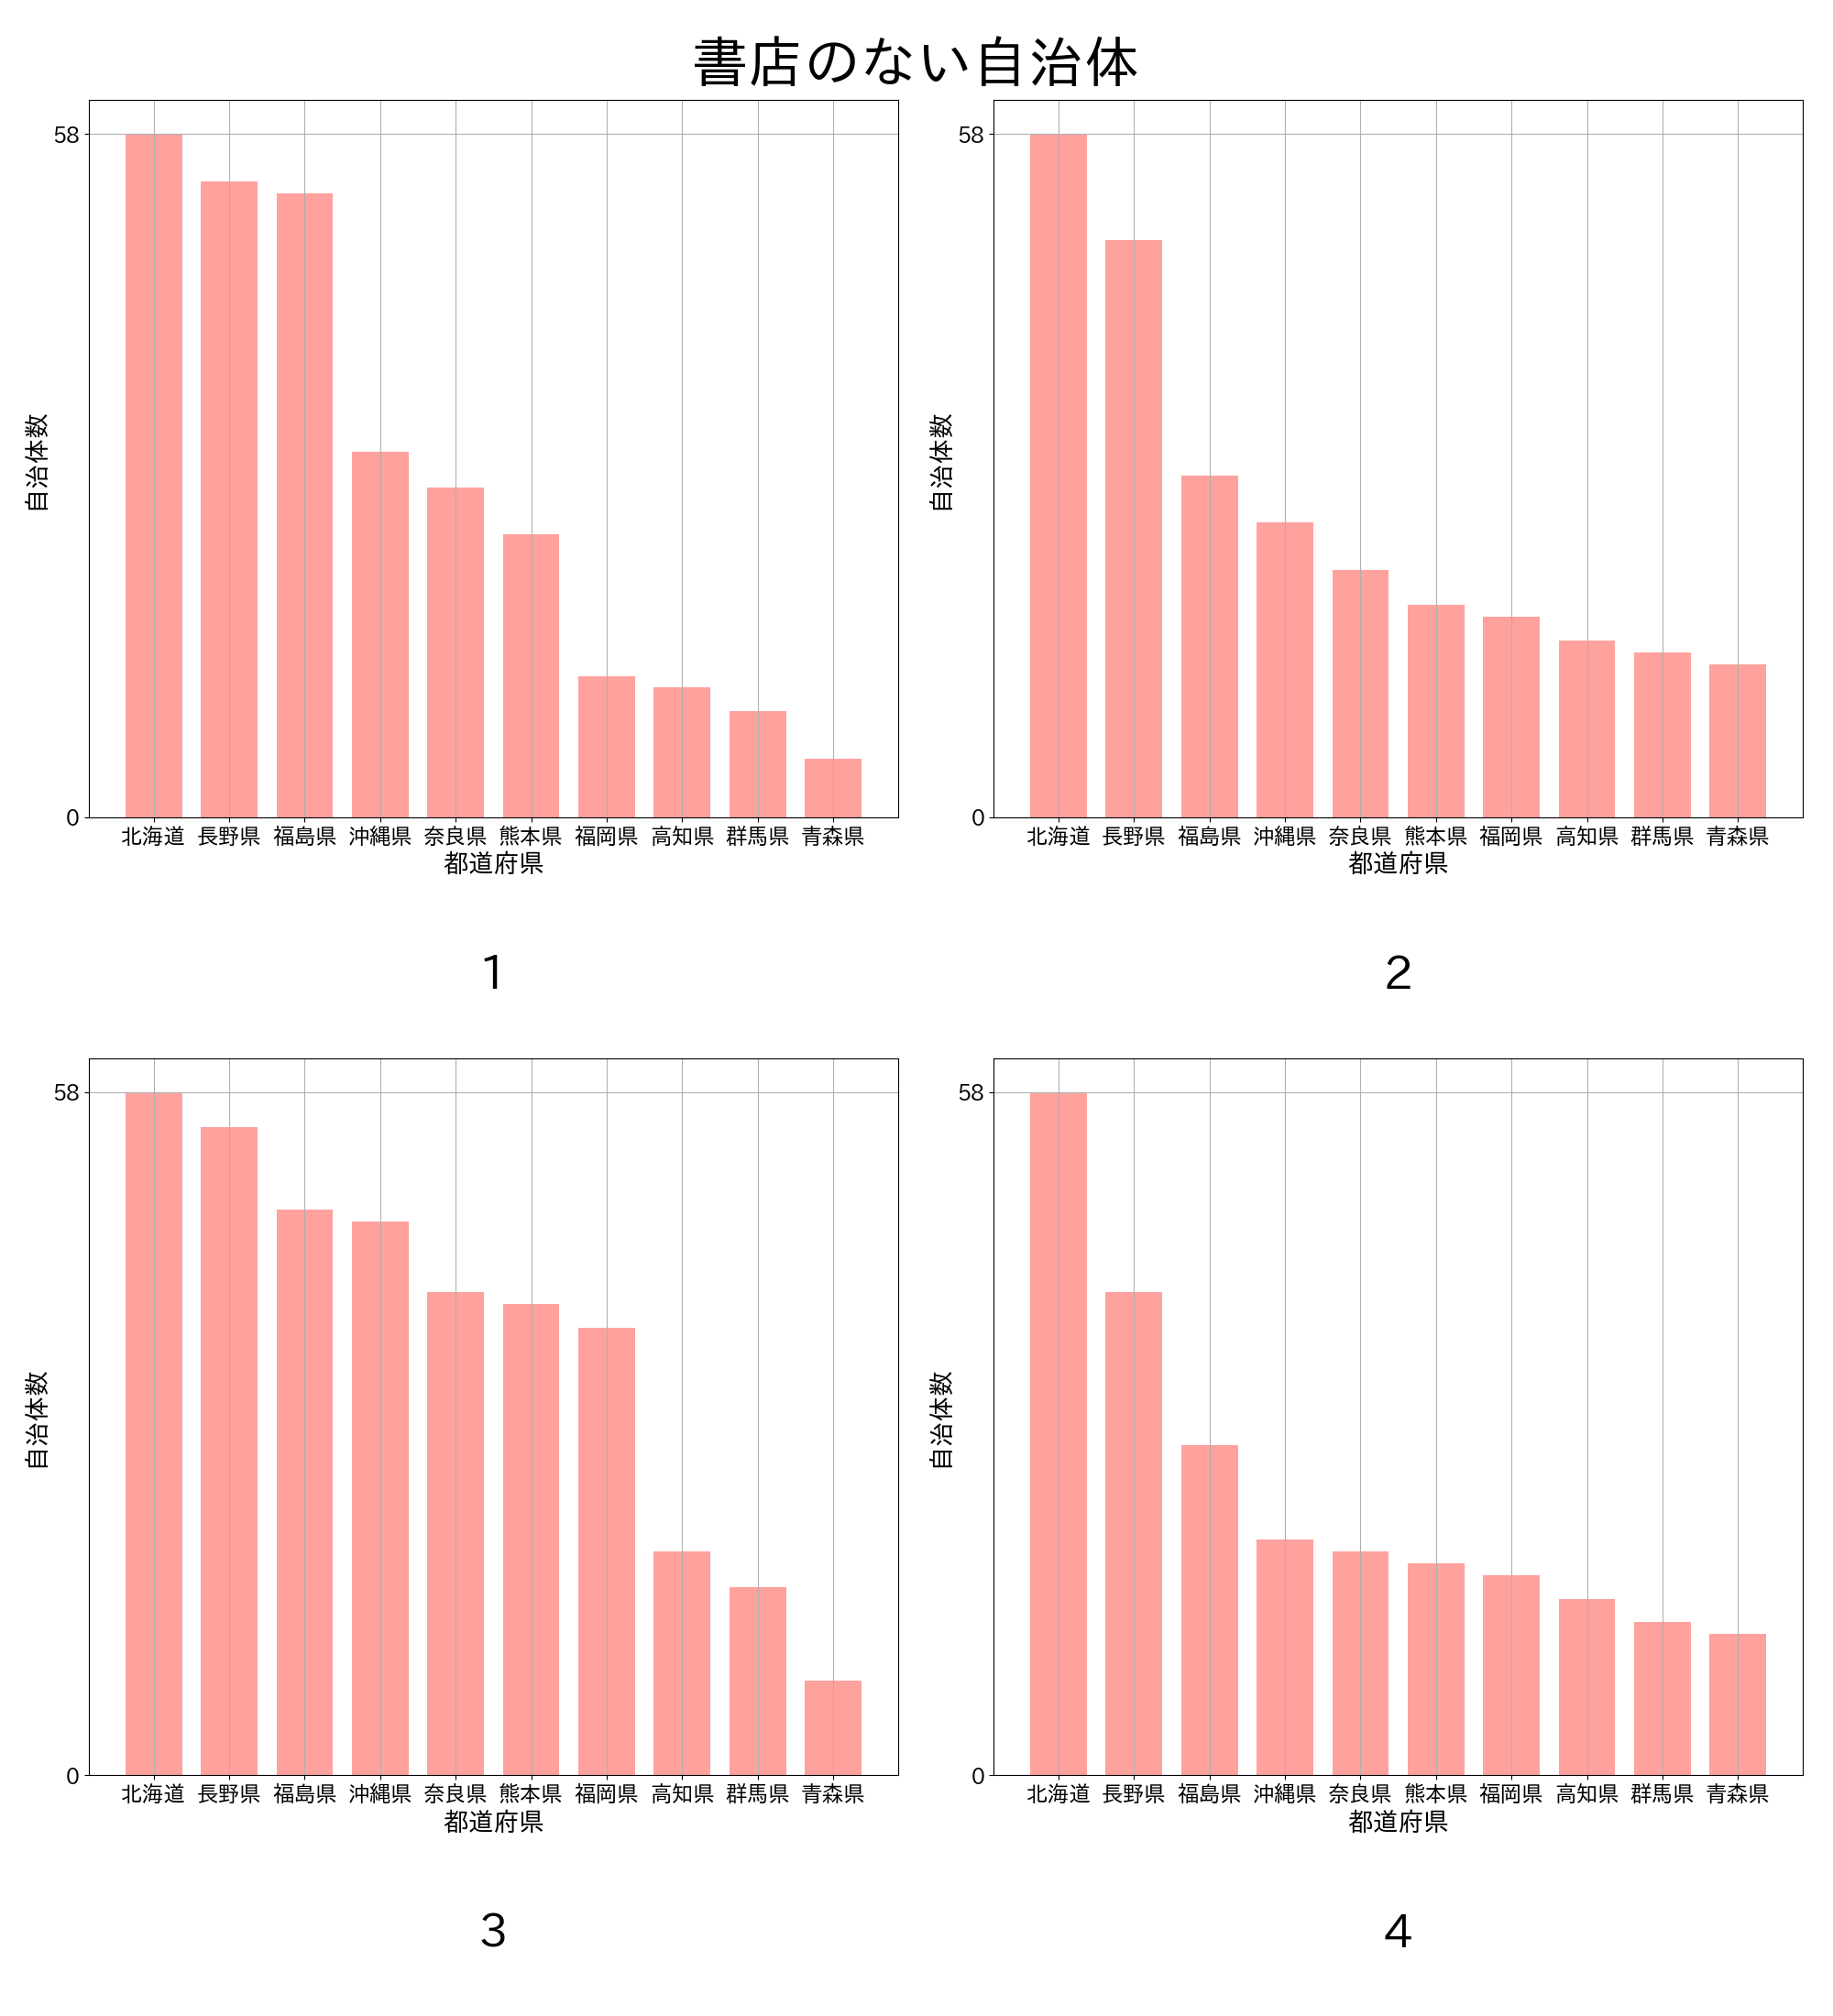 書店のない自治体
58
0
自治体数
北海道 長野県 福島県 沖縄県 奈良県 熊本県 福岡県 高知県 群馬県 青森県
都道府県
1
58
0
自治体数
北海道 長野県 福島県 沖縄県 奈良県 熊本県 福岡県 高知県 群馬県 青森県
都道府県
2
58
0
自治体数
北海道 長野県 福島県 沖縄県 奈良県 熊本県 福岡県 高知県 群馬県 青森県
都道府県
3
58
0
自治体数
北海道 長野県 福島県 沖縄県 奈良県 熊本県 福岡県 高知県 群馬県 青森県
都道府県
4